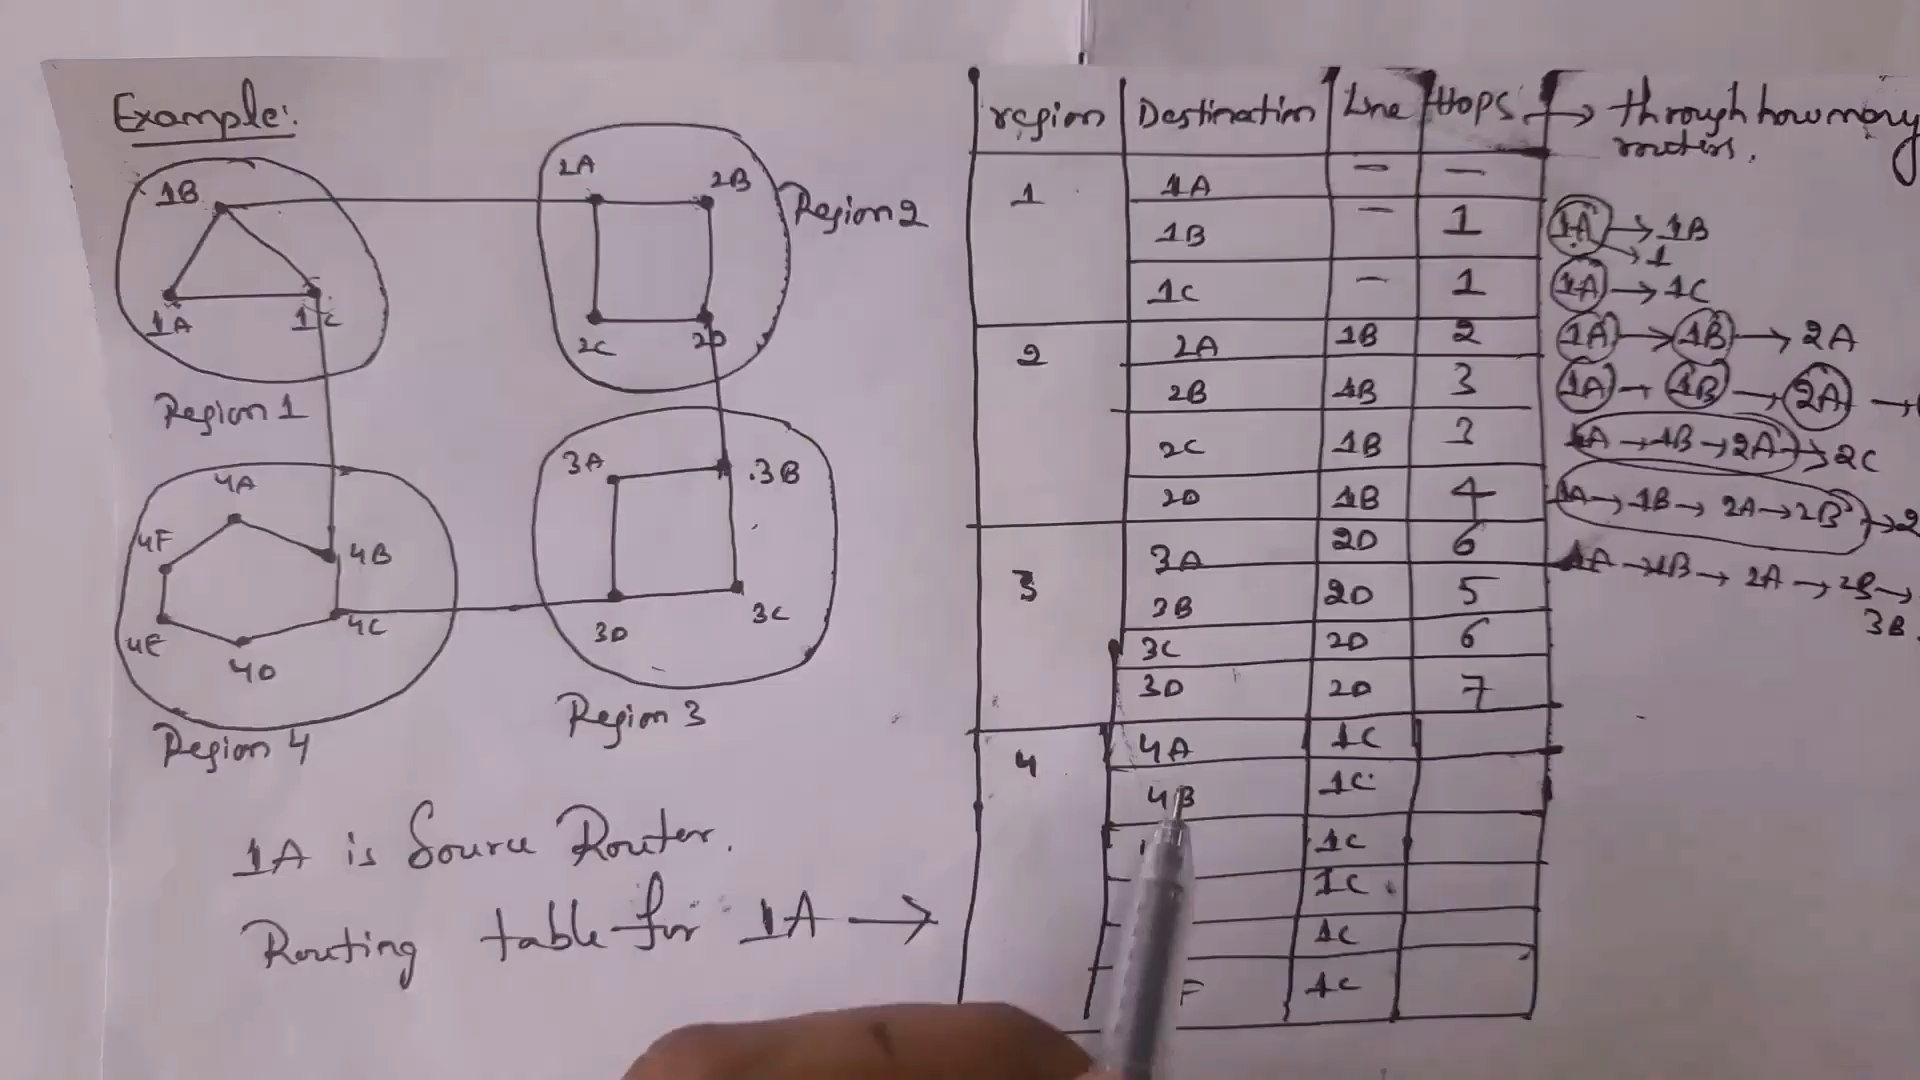 Example:
1B
1A
1C
Region 1
2A
2B
2C
2D
Region 2
3A
3B
3D
3C
Region 3
4A
4F
4B
4E
4C
4D
Region 4
1A is Source Router.
Routing table for 1A →
region Destination Line Hops → through how many
routers.
1 1A — —
1B — 1 1A → 1B
→ 1
1C — 1 1A → 1C
2 2A 1B 2 1A → 1B → 2A
2B 1B 3 1A → 1B → 2A →
2C 1B 3 1A → 1B → 2A → 2C
2D 1B 4 1A → 1B → 2A → 2B → 2
3 3A 2D 6 1A → 1B → 2A → 2B →
3B 2D 5 3B
3C 2D 6
3D 2D 7
4 4A 1C
4B 1C
1C
1C
1C
F 1C